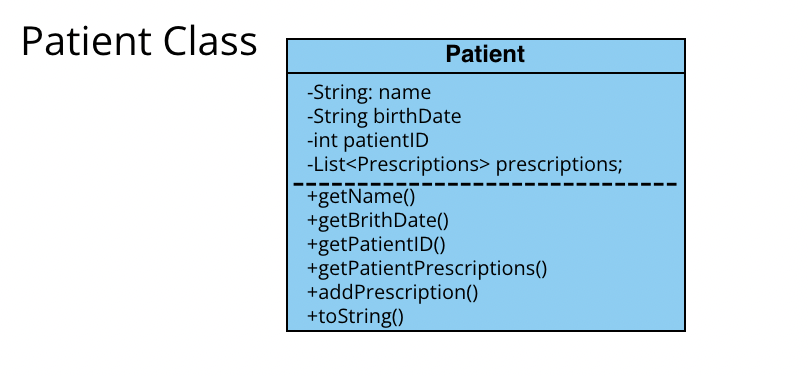 Patient Class
Patient
-String: name
-String birthDate
-int patientID
-List<Prescriptions> prescriptions;
+getName()
+getBrithDate()
+getPatientID()
+getPatientPrescriptions()
+addPrescription()
+toString()